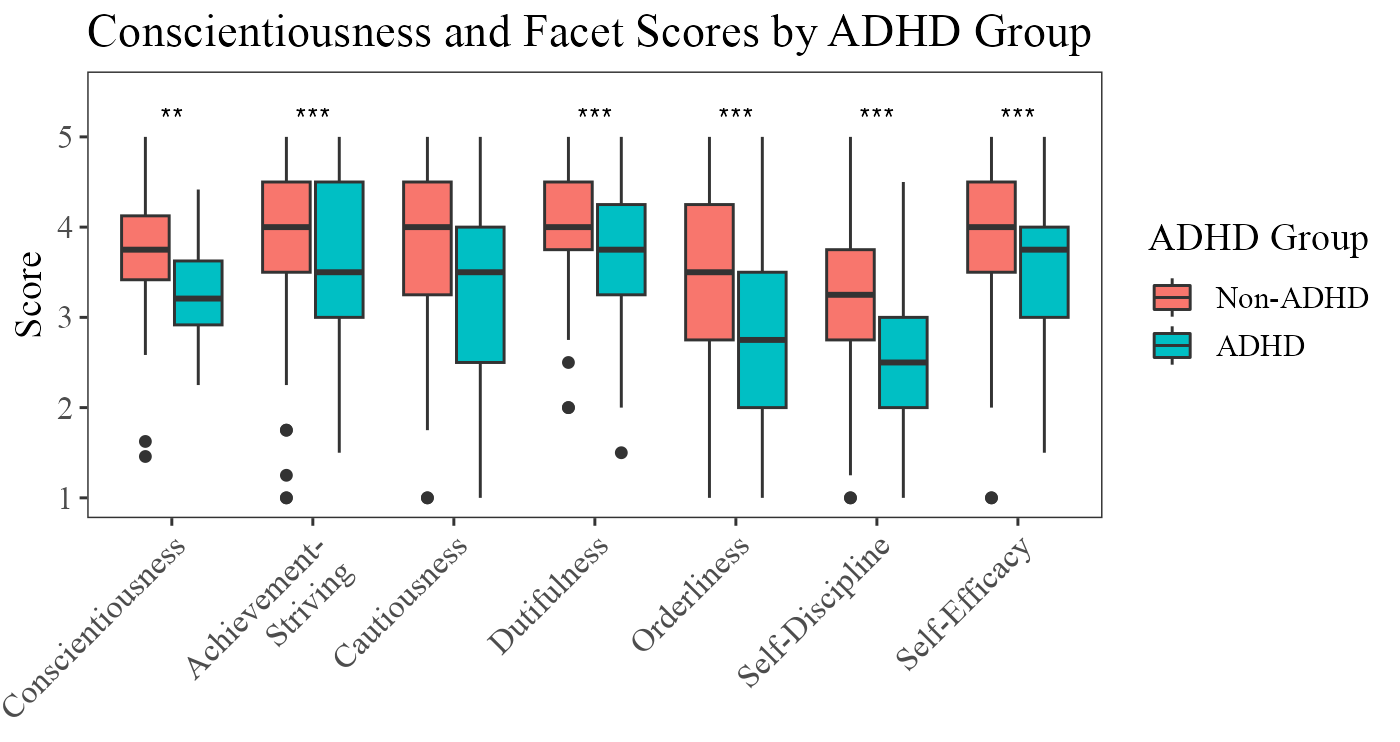 Conscientiousness and Facet Scores by ADHD Group
** *** *** *** *** ***
5
4
3
2
1
Score
Conscientiousness
Achievement-
Striving
Cautiousness
Dutifulness
Orderliness
Self-Discipline
Self-Efficacy
ADHD Group
Non-ADHD
ADHD